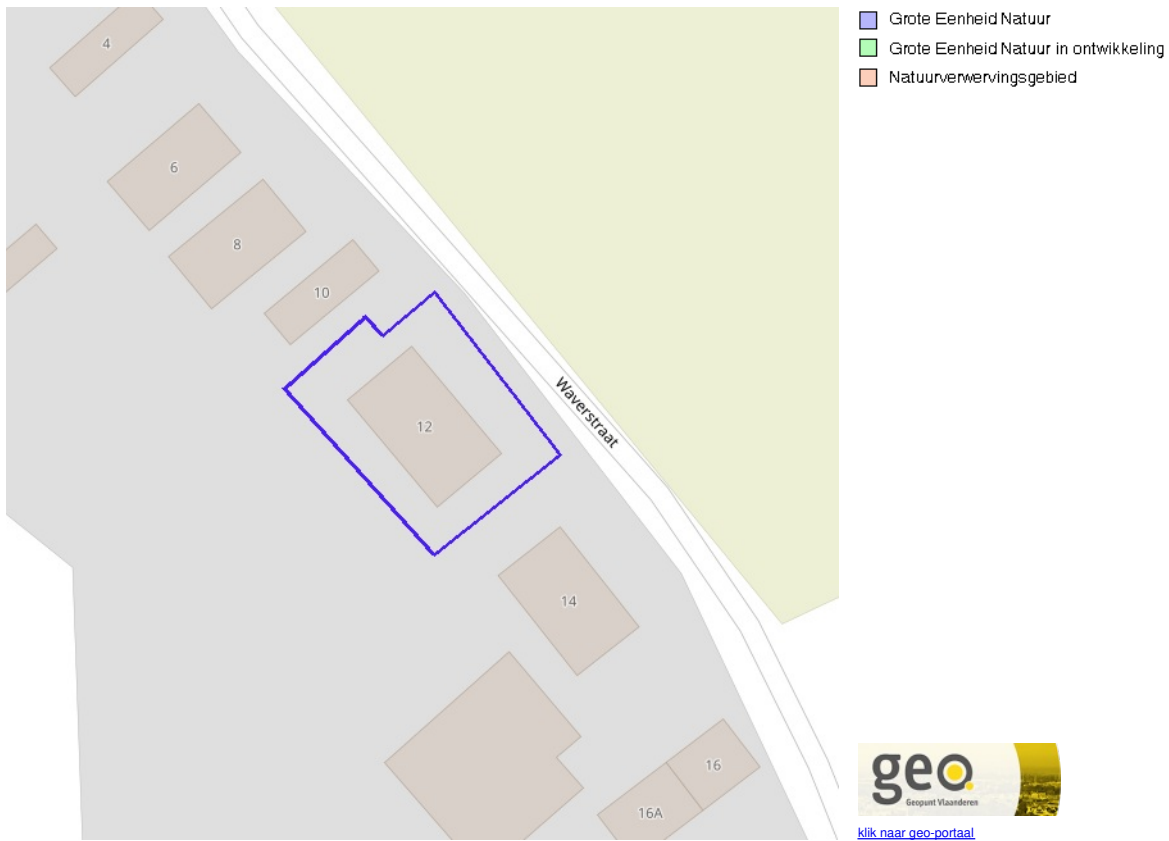 4
6
8
10
12
Waverstraat
14
16
16A
Grote Eenheid Natuur
Grote Eenheid Natuur in ontwikkeling
Natuurverwervingsgebied
geo
Geopunt Vlaanderen
klik naar geo-portaal